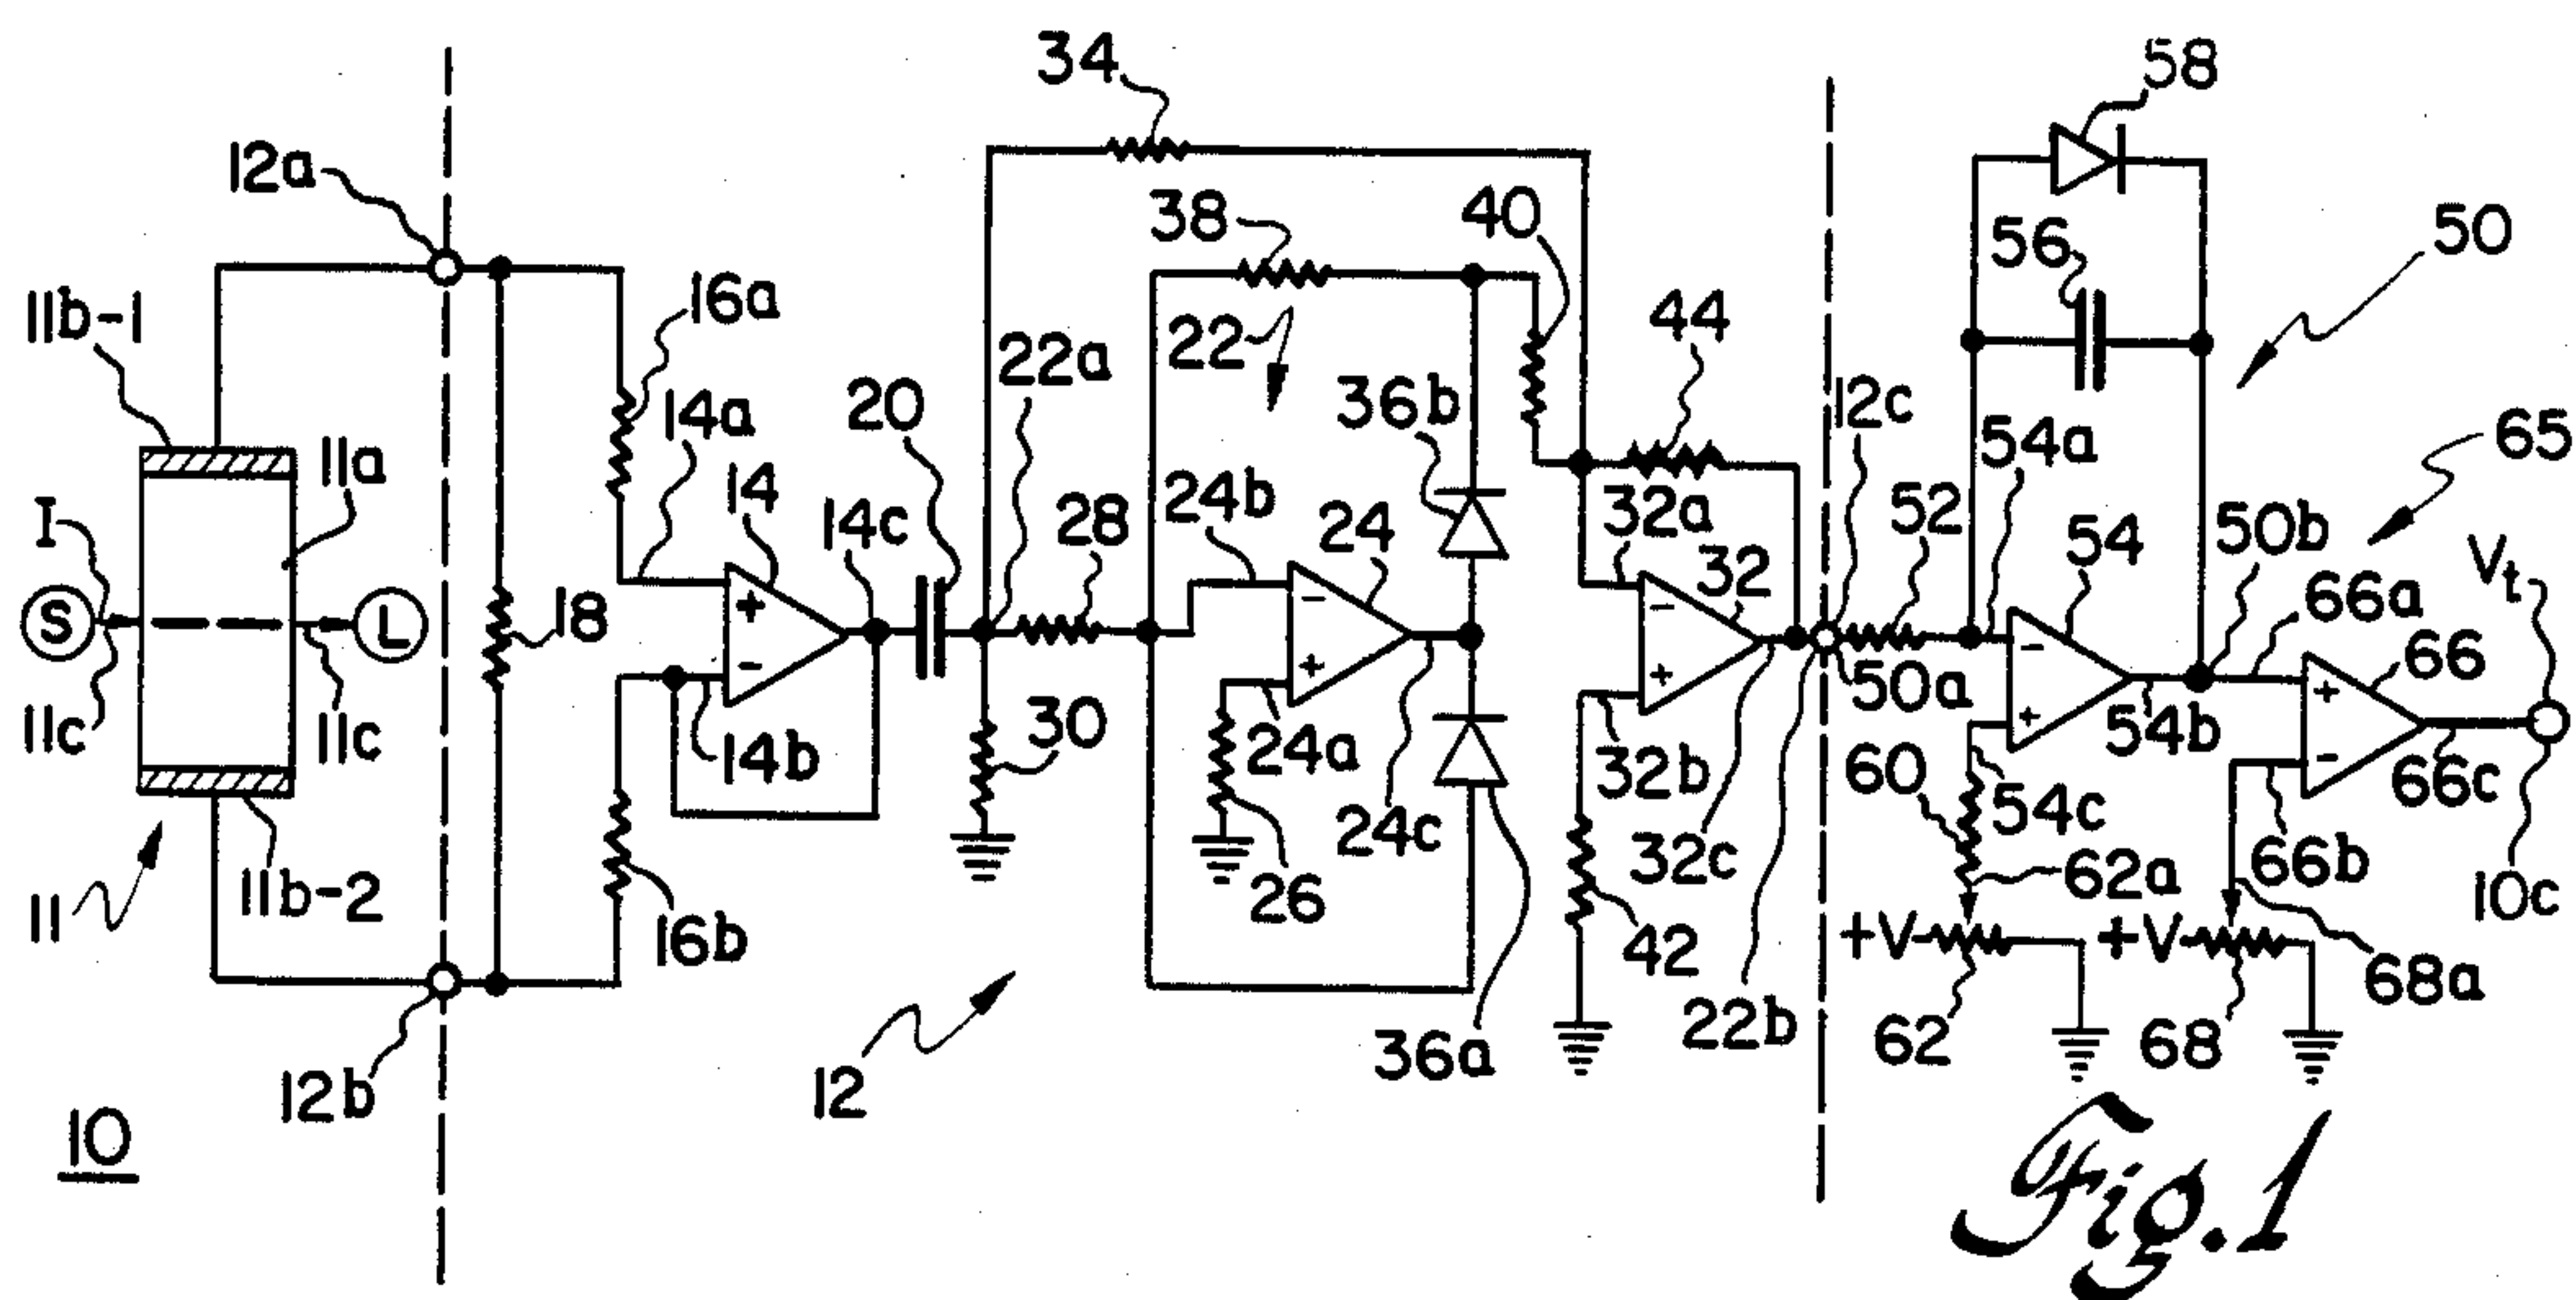 34
58
12a
38
40
50
56
11b-1
16a
22
44
22a
12c
14a
20
36b
54a
65
11a
14
24b
I
14c
28
24
32a
52
54
50b
Vt
S
L
18
+
-
-
+
32
-
+
-
+
66a
66
+
-
11c
11c
14b
30
24a
24c
32b
50a
60
54b
66c
11
11b-2
16b
26
32c
54c
62a
66b
10c
42
+V
+V
12b
12
36a
22b
62
68
68a
10
Fig.1